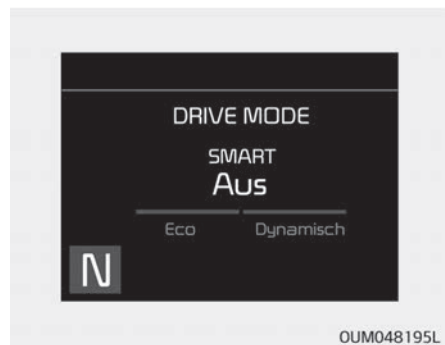 DRIVE MODE
SMART
Aus
Eco Dynamisch
N
OUM048195L